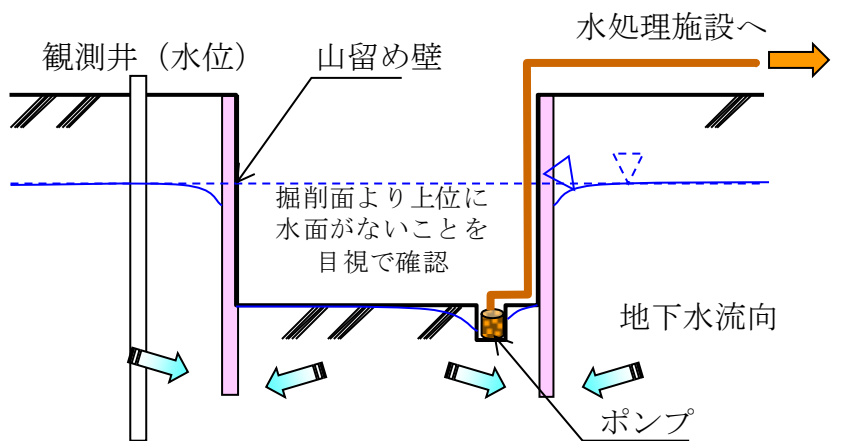 水処理施設へ
観測井（水位）
山留め壁
掘削面より上位に
水面がないことを
目視で確認
地下水流向
ポンプ